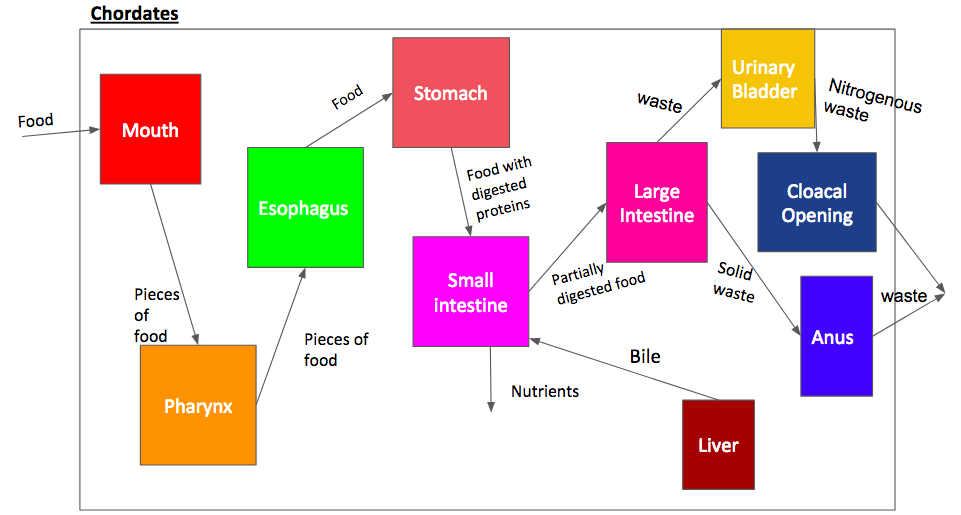 Chordates
Food
Mouth
Pieces
of
food
Pharynx
Pieces of
food
Esophagus
Food
Stomach
Food with
digested
proteins
Small
intestine
Nutrients
Partially
digested food
Bile
Liver
Large
Intestine
waste
Urinary
Bladder
Nitrogenous
waste
Cloacal
Opening
Solid
waste
Anus
waste